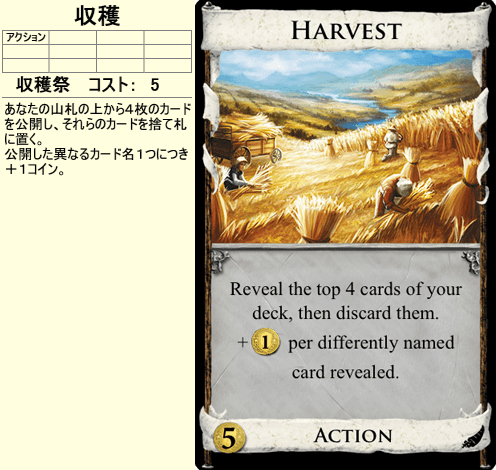 収穫
アクション
収穫祭 コスト: 5
あなたの山札の上から4枚のカード
を公開し、それらのカードを捨て札
に置く。
公開した異なるカード名1つにつき
+1コイン。
HARVEST
Reveal the top 4 cards of your
deck, then discard them.
+1 per differently named
card revealed.
5 ACTION